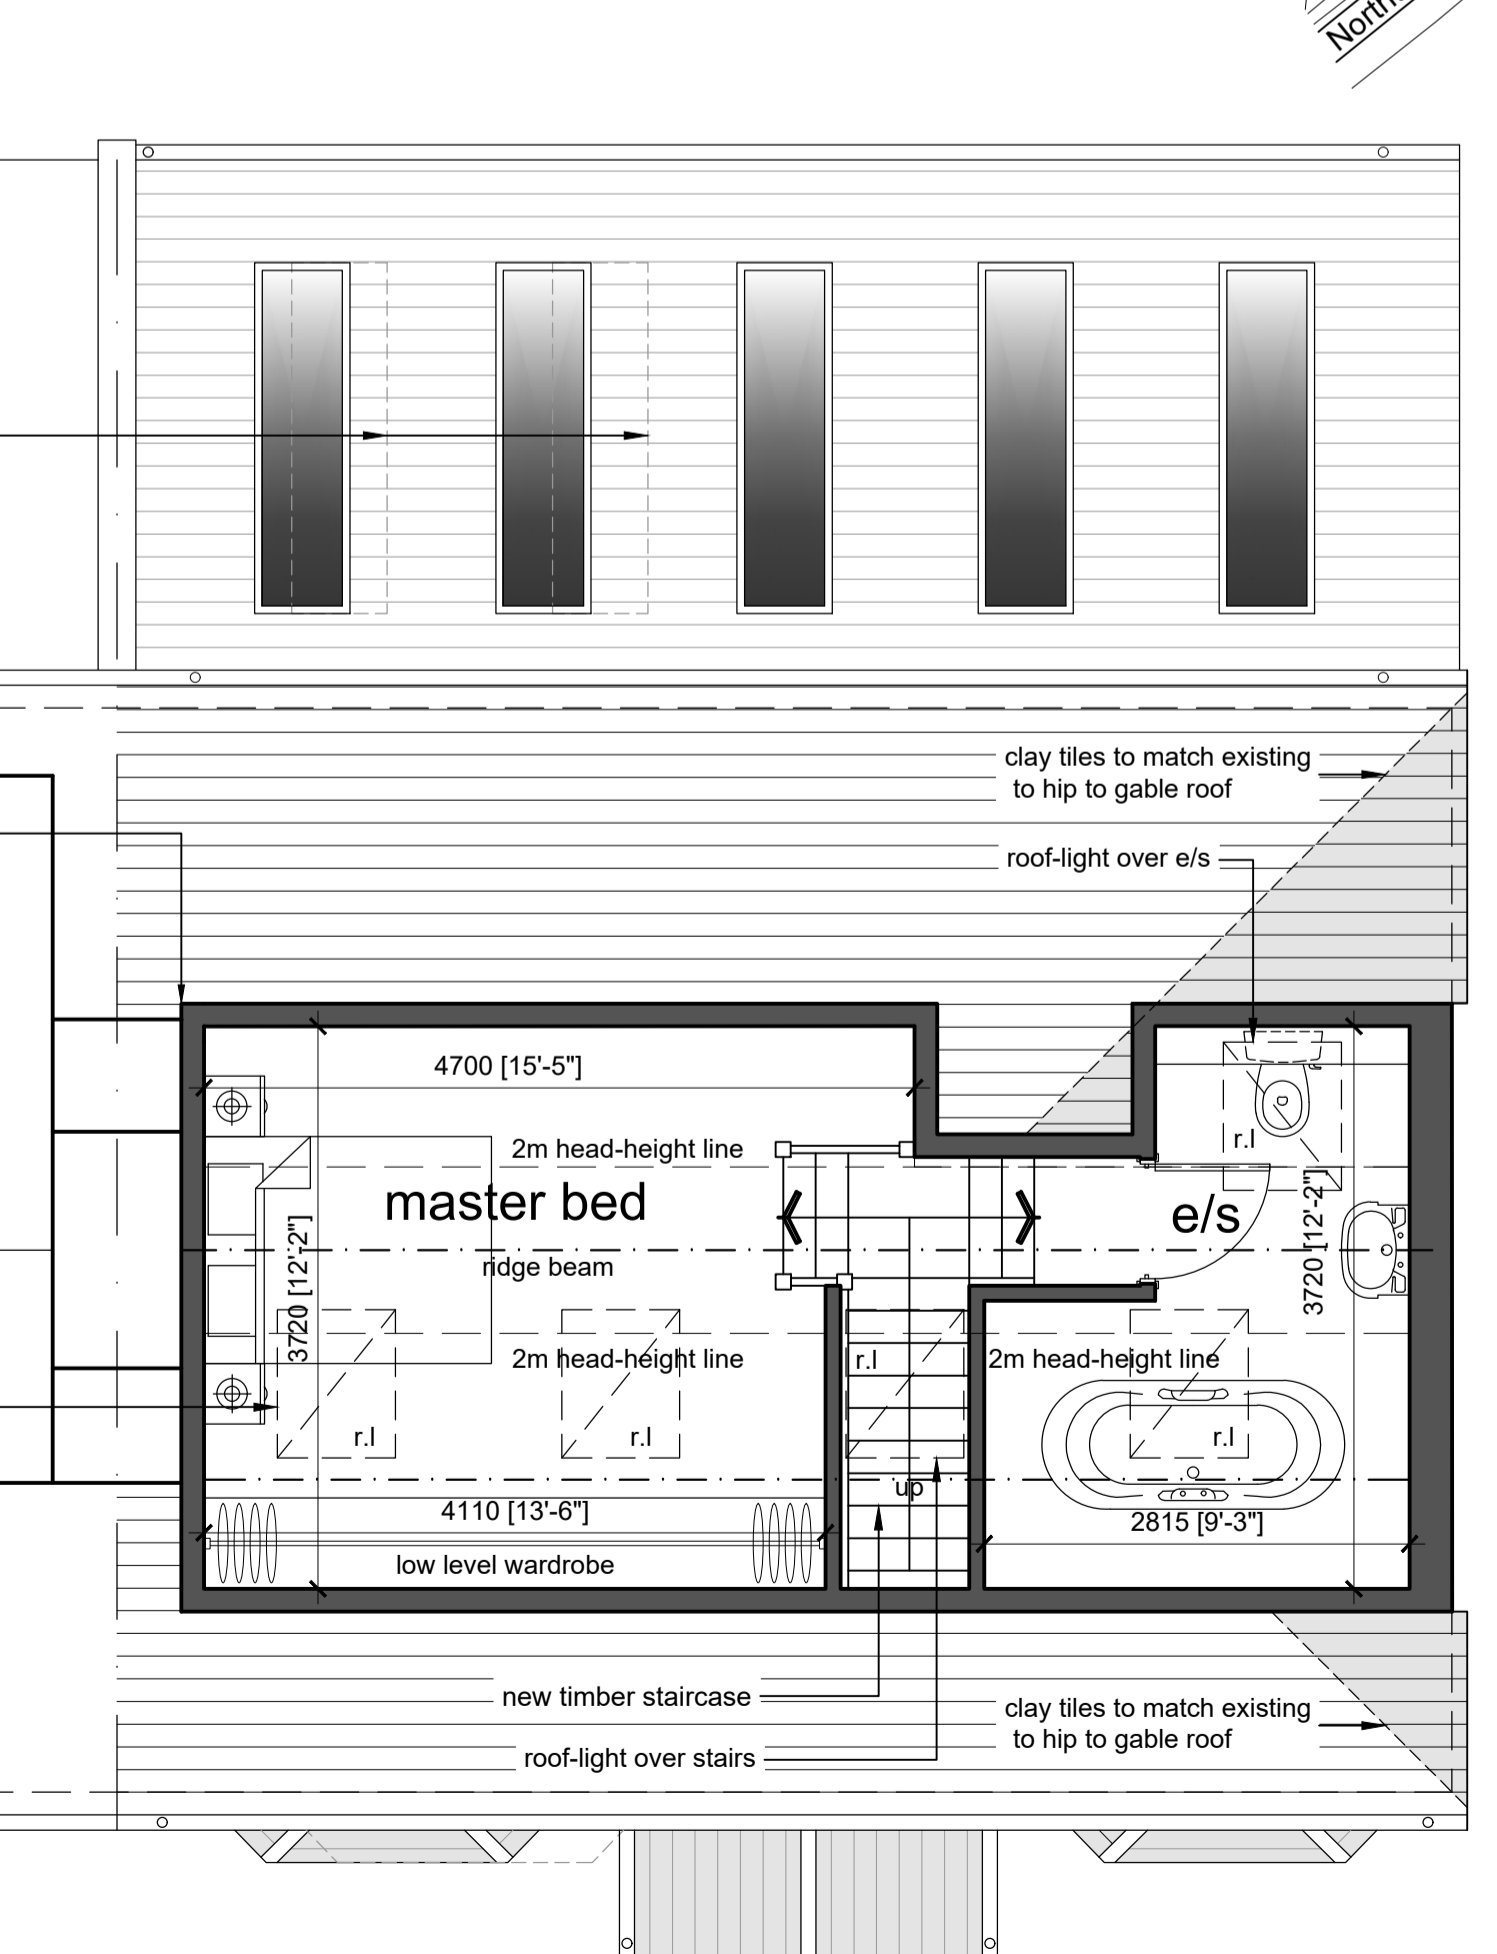 North
clay tiles to match existing
to hip to gable roof
roof-light over e/s
4700 [15'-5"]
2m head-height line
r.l
master bed
e/s
3720 [12'-2"]
3720 [12'-2"]
ridge beam
2m head-height line
r.l
2m head-height line
r.l
r.l
r.l
up
4110 [13'-6"]
2815 [9'-3"]
low level wardrobe
new timber staircase
clay tiles to match existing
to hip to gable roof
roof-light over stairs